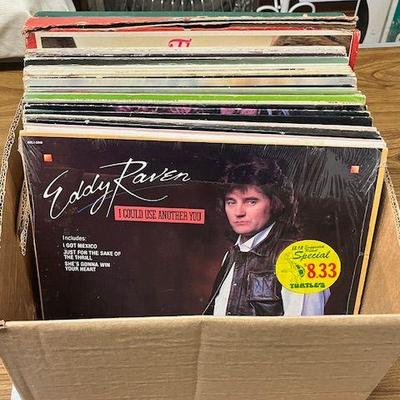 Eddy Raven
I COULD USE ANOTHER YOU
Includes:
I GOT MEXICO
JUST FOR THE SAKE OF
THE THRILL
SHE'S GONNA WIN
YOUR HEART
Special
$8.33
TURTLE'S